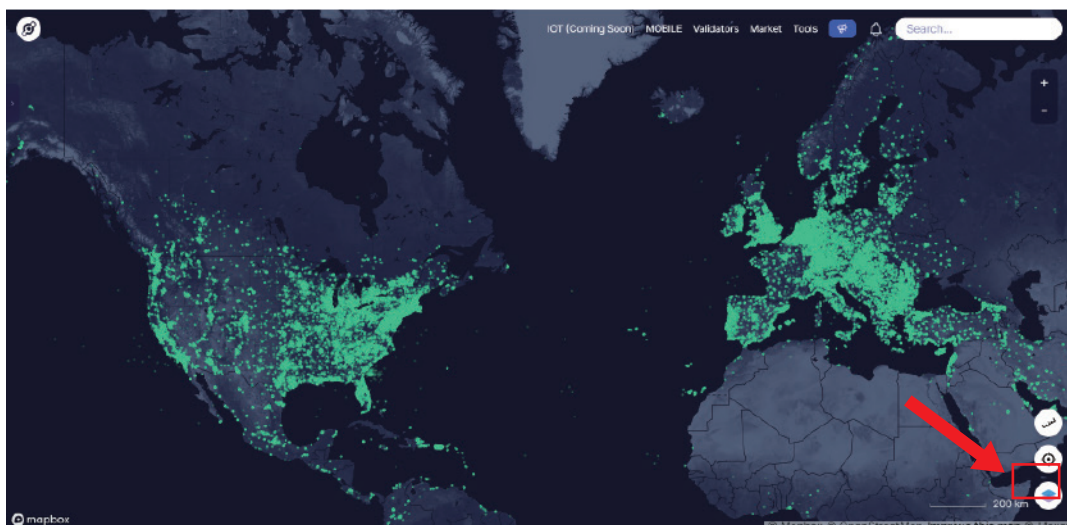 IOT (Coming Soon) MOBILE Validators Market Tools Search...
+
-
200 km
mapbox